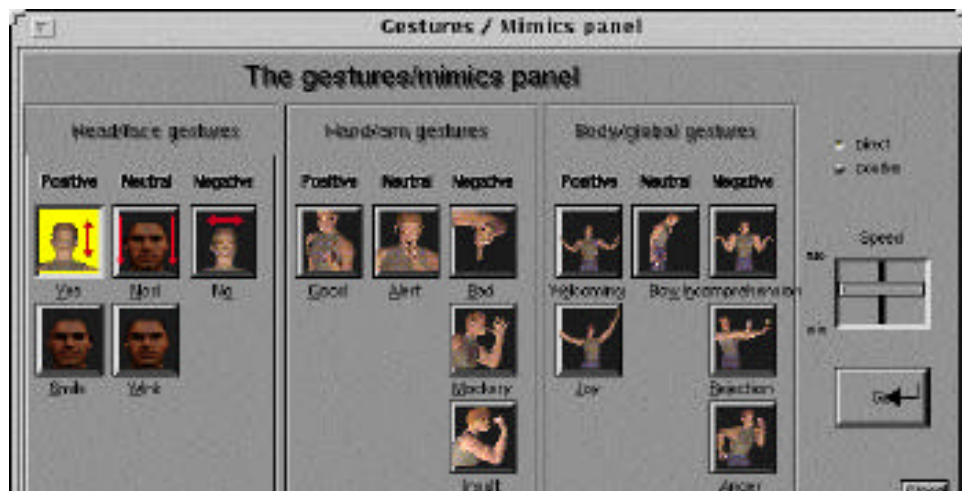 Gestures / Mimics panel
The gestures/mimics panel
Head/face gestures
Positive Neutral Negative
Yes Nod No
Smile Wink
Hand/arm gestures
Positive Neutral Negative
Good Alert Bad
Mockery
Insult
Body/global gestures
Positive Neutral Negative
Welcoming Bow Incomprehension
Joy Rejection
Anger
Direct
Speed